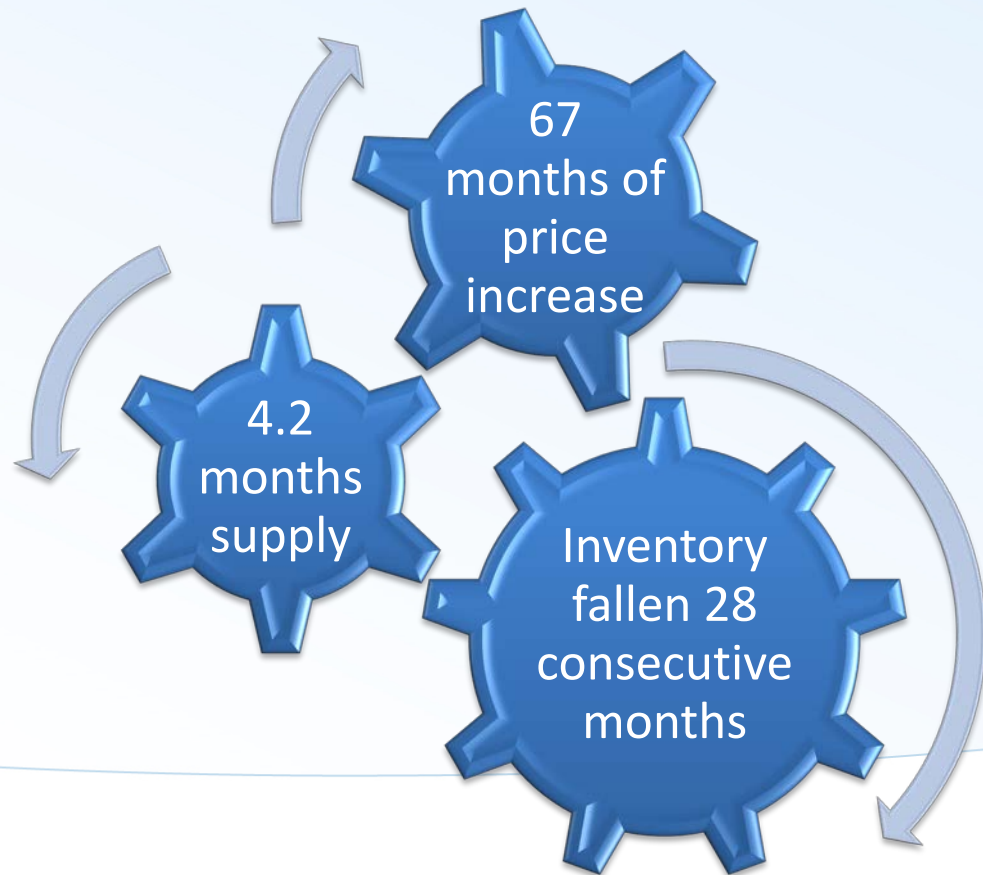 67
months of
price
increase
4.2
months
supply
Inventory
fallen 28
consecutive
months